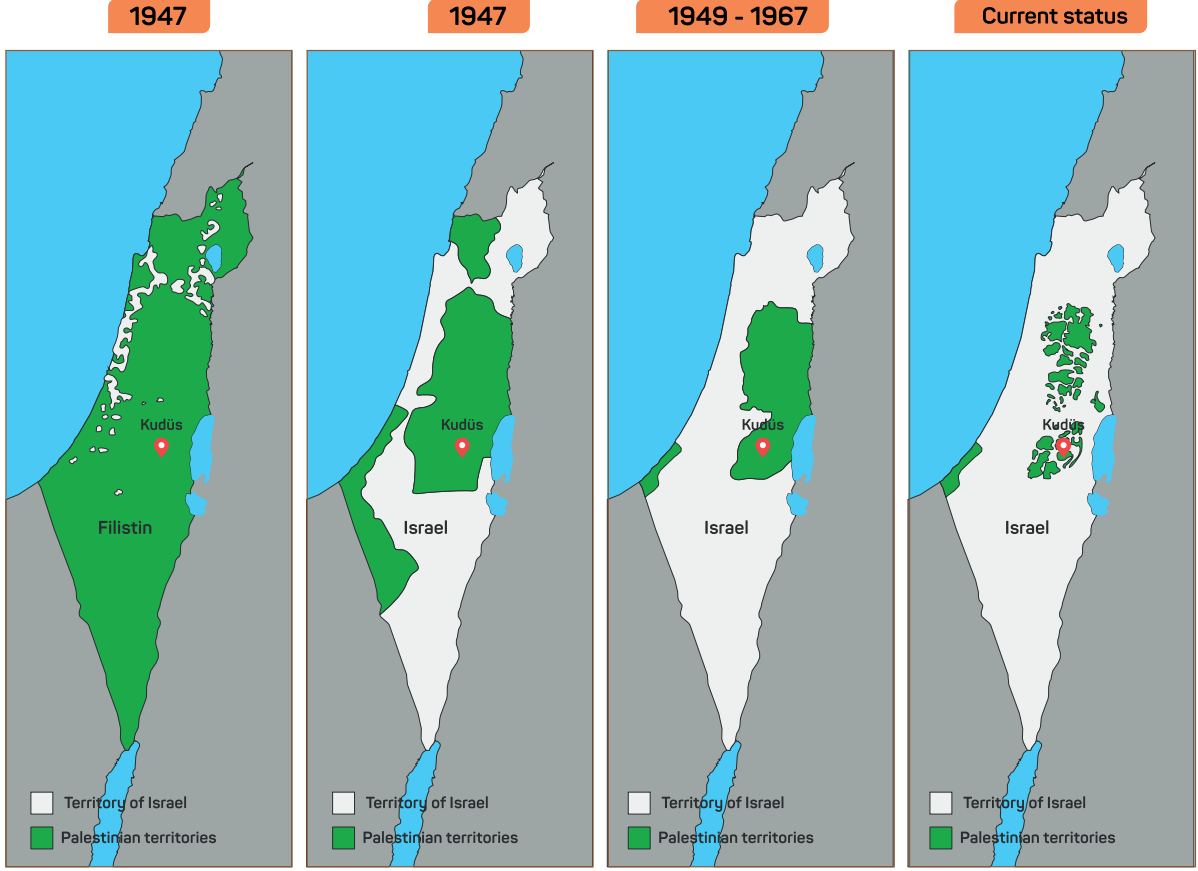 1947
1947
1949 - 1967
Current status
Kudüs
Filistin
Territory of Israel
Palestinian territories
Kudüs
Israel
Territory of Israel
Palestinian territories
Kudüs
Israel
Territory of Israel
Palestinian territories
Kudüs
Israel
Territory of Israel
Palestinian territories